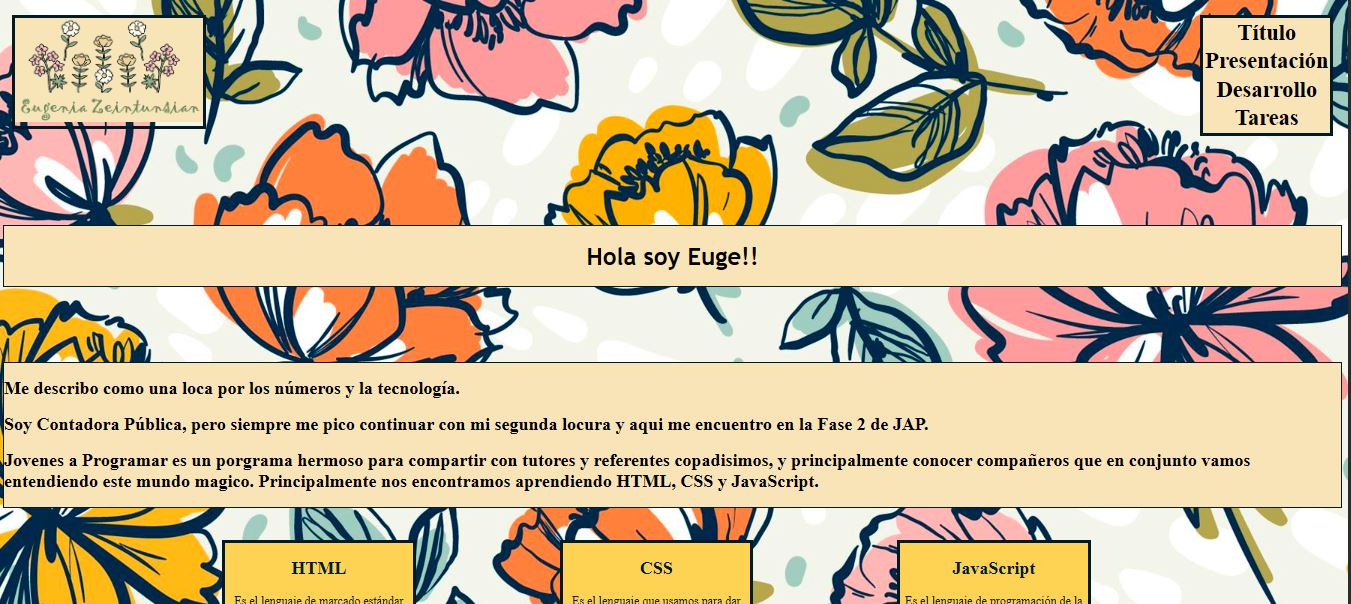 Eugenia Zeintunsian
Título
Presentación
Desarrollo
Tareas
Hola soy Euge!!
Me describo como una loca por los números y la tecnología.
Soy Contadora Pública, pero siempre me pico continuar con mi segunda locura y aqui me encuentro en la Fase 2 de JAP.
Jovenes a Programar es un porgrama hermoso para compartir con tutores y referentes copadisimos, y principalmente conocer compañeros que en conjunto vamos
entendiendo este mundo magico. Principalmente nos encontramos aprendiendo HTML, CSS y JavaScript.
HTML
Es el lenguaje de marcado estándar
CSS
Es el lenguaje que usamos para dar
JavaScript
Es el lenguaje de programación de la